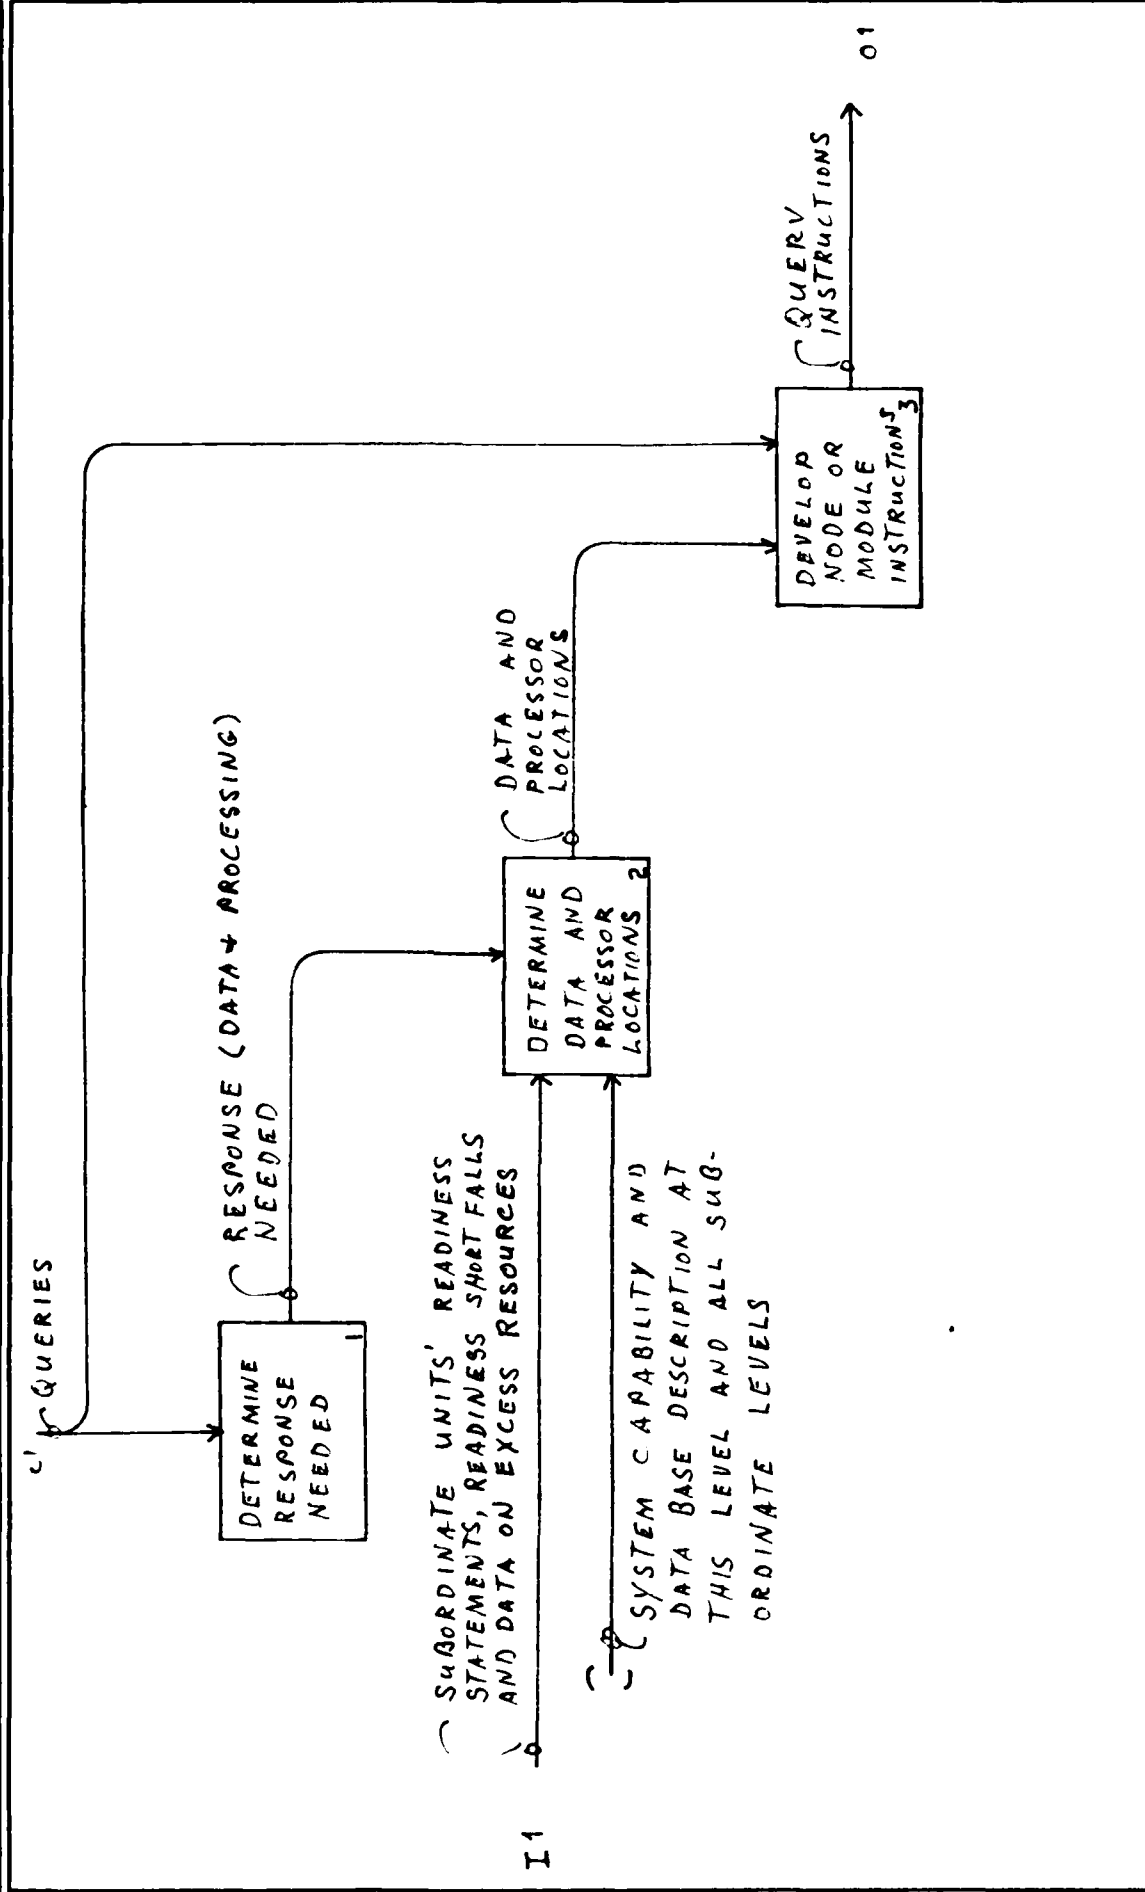 C1
QUERIES
DETERMINE
RESPONSE
NEEDED
1
RESPONSE (DATA & PROCESSING)
NEEDED
I1
SUBORDINATE UNITS' READINESS
STATEMENTS, READINESS SHORT FALLS
AND DATA ON EXCESS RESOURCES
SYSTEM CAPABILITY AND
DATA BASE DESCRIPTION AT
THIS LEVEL AND ALL SUB-
ORDINATE LEVELS
DETERMINE
DATA AND
PROCESSOR
LOCATIONS
2
DATA AND
PROCESSOR
LOCATIONS
DEVELOP
NODE OR
MODULE
INSTRUCTIONS
3
QUERY
INSTRUCTIONS
O1